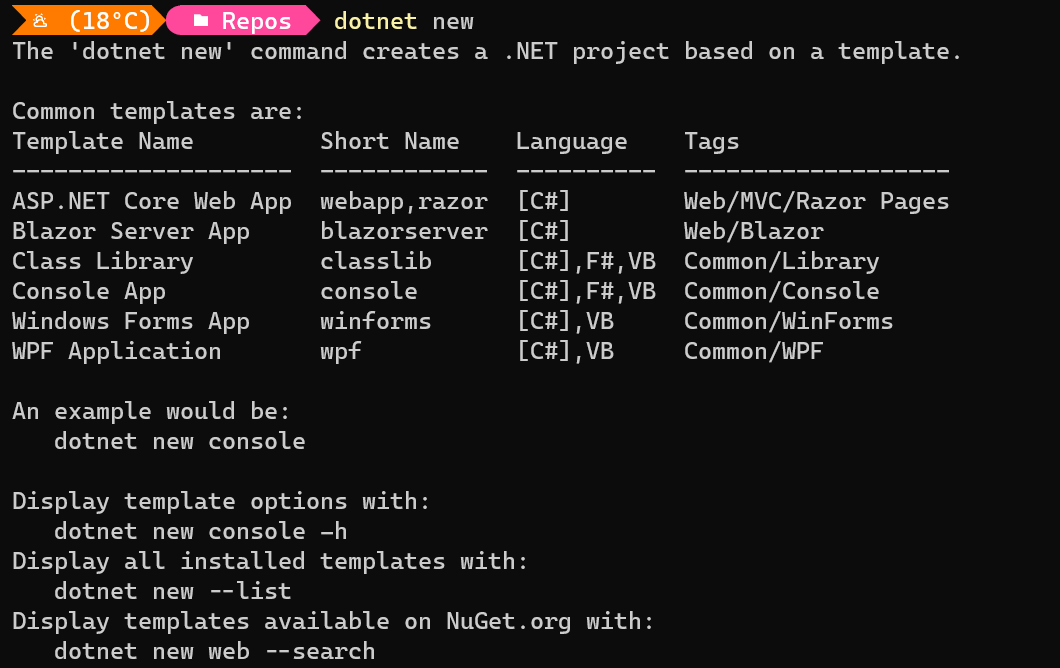 (18°C) Repos dotnet new
The 'dotnet new' command creates a .NET project based on a template.
Common templates are:
Template Name Short Name Language Tags
-------------------- ------------ ---------- -------------------
ASP.NET Core Web App webapp,razor [C#] Web/MVC/Razor Pages
Blazor Server App blazorserver [C#] Web/Blazor
Class Library classlib [C#],F#,VB Common/Library
Console App console [C#],F#,VB Common/Console
Windows Forms App winforms [C#],VB Common/WinForms
WPF Application wpf [C#],VB Common/WPF
An example would be:
dotnet new console
Display template options with:
dotnet new console -h
Display all installed templates with:
dotnet new --list
Display templates available on NuGet.org with:
dotnet new web --search